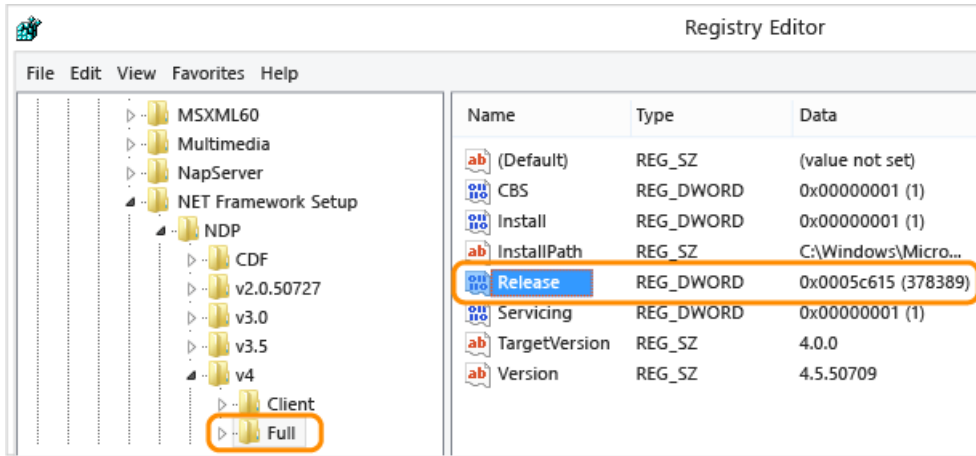 Registry Editor
File Edit View Favorites Help
MSXML60
Multimedia
NapServer
NET Framework Setup
NDP
CDF
v2.0.50727
v3.0
v3.5
v4
Client
Full
Name Type Data
(Default) REG_SZ (value not set)
CBS REG_DWORD 0x00000001 (1)
Install REG_DWORD 0x00000001 (1)
InstallPath REG_SZ C:\Windows\Micro...
Release REG_DWORD 0x0005c615 (378389)
Servicing REG_DWORD 0x00000001 (1)
TargetVersion REG_SZ 4.0.0
Version REG_SZ 4.5.50709